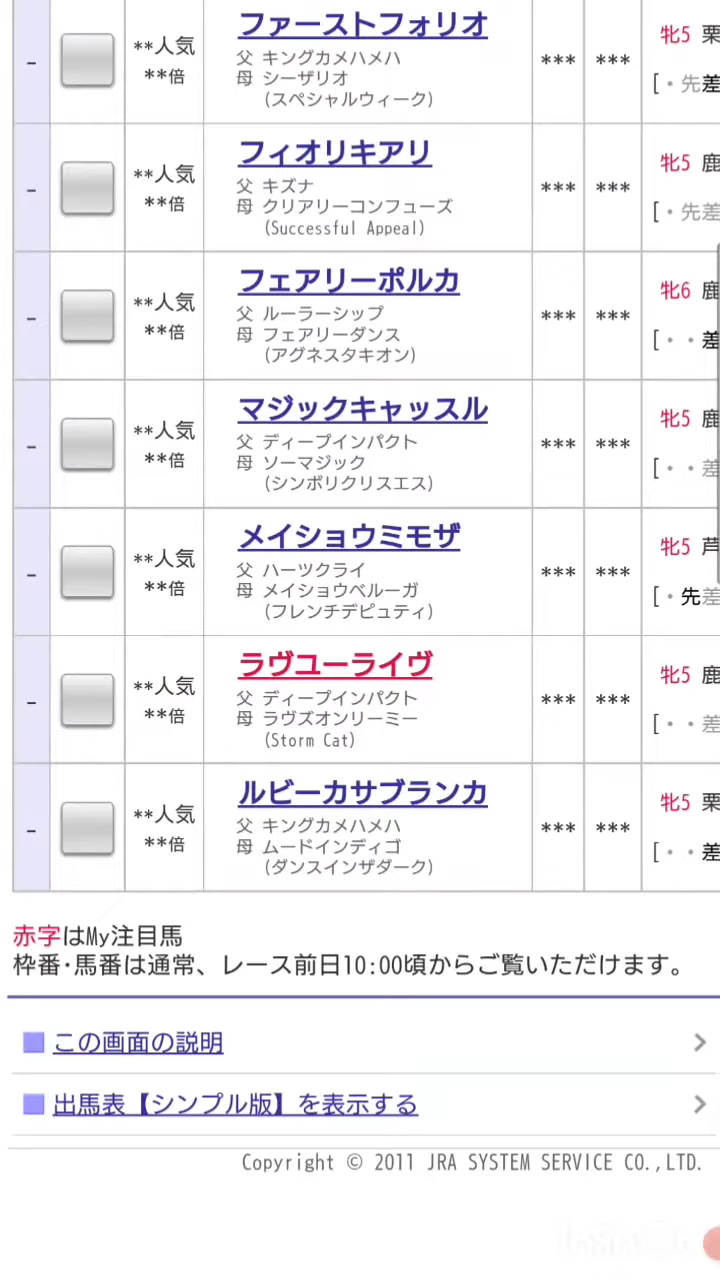 ファーストフォリオ
- **人気 父 キングカメハメハ *** *** 牝5 栗
**倍 母 シーザリオ
(スペシャルウィーク) [・先差
フィオリキアリ
- **人気 父 キズナ *** *** 牝5 鹿
**倍 母 クリアリーコンフューズ
(Successful Appeal) [・先差
フェアリーポルカ
- **人気 父 ルーラーシップ *** *** 牝6 鹿
**倍 母 フェアリーダンス
(アグネスタキオン) [・・差
マジックキャッスル
- **人気 父 ディープインパクト *** *** 牝5 鹿
**倍 母 ソーマジック
(シンボリクリスエス) [・・差
メイショウミモザ
- **人気 父 ハーツクライ *** *** 牝5 芦
**倍 母 メイショウベルーガ
(フレンチデピュティ) [・先差
ラヴユーライヴ
- **人気 父 ディープインパクト *** *** 牝5 鹿
**倍 母 ラヴズオンリーミー
(Storm Cat) [・・差
ルビーカサブランカ
- **人気 父 キングカメハメハ *** *** 牝5 栗
**倍 母 ムードインディゴ
(ダンスインザダーク) [・・差
赤字はMy注目馬
枠番・馬番は通常、レース前日10:00頃からご覧いただけます。
この画面の説明
出馬表【シンプル版】を表示する
Copyright © 2011 JRA SYSTEM SERVICE CO.,LTD.